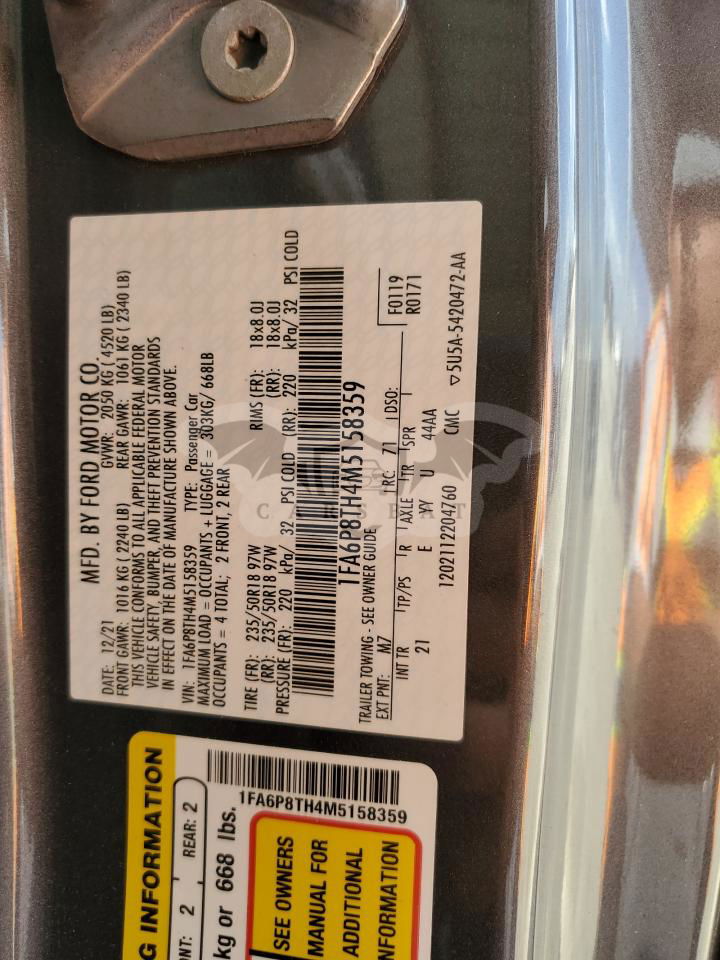 MFD. BY FORD MOTOR CO.
DATE: 12/21 GVWR: 2050 KG ( 4520 LB)
FRONT GAWR: 1016 KG ( 2240 LB) REAR GAWR: 1061 KG ( 2340 LB)
THIS VEHICLE CONFORMS TO ALL APPLICABLE FEDERAL MOTOR
VEHICLE SAFETY, BUMPER, AND THEFT PREVENTION STANDARDS
IN EFFECT ON THE DATE OF MANUFACTURE SHOWN ABOVE.
VIN: 1FA6P8TH4M5158359 TYPE: Passenger Car
MAXIMUM LOAD = OCCUPANTS + LUGGAGE = 303KG/ 668LB
OCCUPANTS = 4 TOTAL; 2 FRONT, 2 REAR
TIRE (FR): 235/50R18 97W RIMS (FR): 18x8.0J
(RR): 235/50R18 97W (RR): 18x8.0J
PRESSURE (FR): 220 kPa/ 32 PSI COLD (RR): 220 kPa/ 32 PSI COLD
1FA6P8TH4M5158359
TRAILER TOWING - SEE OWNER GUIDE
EXT PNT: M7 RC: 71 DSO: F0119
R0171
INT TR TP/PS R AXLE TR SPR
21 E YY U 44AA
1202112204760 CMC ▽5U5A-5420472-AA
CARSBAT
G INFORMATION
ONT: 2 REAR: 2
kg or 668 lbs.
1FA6P8TH4M5158359
SEE OWNERS
MANUAL FOR
ADDITIONAL
INFORMATION